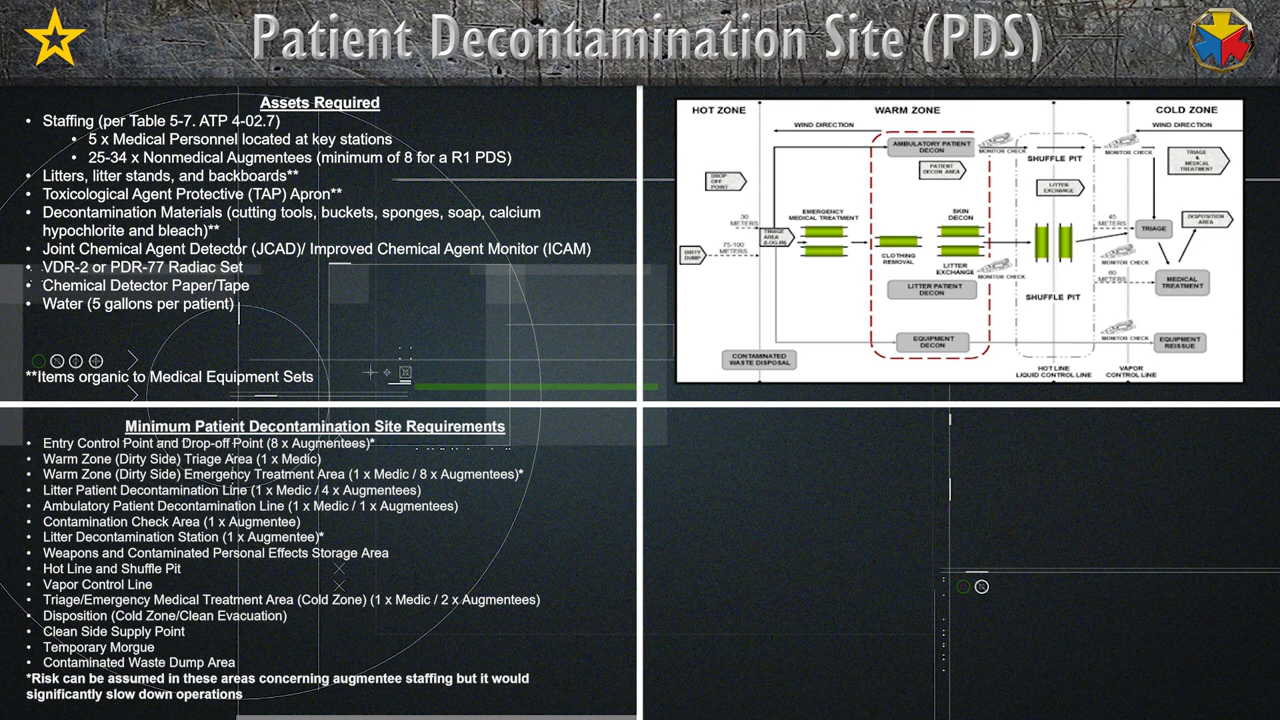 Patient Decontamination Site (PDS)
Assets Required
• Staffing (per Table 5-7. ATP 4-02.7)
• 5 x Medical Personnel located at key stations
• Litters, litter stands, and backboards**
• Toxicological Agent Protective (TAP) Apron**
• Decontamination Materials (cutting tools, buckets, sponges, soap, calcium
hypochlorite and bleach)**
• Joint Chemical Agent Detector (JCAD)/ Improved Chemical Agent Monitor (ICAM)
• VDR-2 or PDR-77 Radiac Set
• Chemical Detector Paper/Tape
• Water (5 gallons per patient)
**Items organic to Medical Equipment Sets
HOT ZONE
WARM ZONE
COLD ZONE
WIND DIRECTION
WIND DIRECTION
AMBULATORY PATIENT
DECON
MONITOR CHECK
SHUFFLE PIT
MONITOR CHECK
TRIAGE
&
MEDICAL
TREATMENT
PATIENT
DECON AREA
DROP
OFF
POINT
LITTER
EXCHANGE
30
METERS
EMERGENCY
MEDICAL TREATMENT
SKIN
DECON
45
METERS
DISPOSITION
AREA
TRIAGE
AREA
(LOG-IN)
TRIAGE
DIRTY
DUMP
75-100
METERS
CLOTHING
REMOVAL
LITTER
EXCHANGE
MONITOR CHECK
MONITOR CHECK
60
METERS
MEDICAL
TREATMENT
LITTER PATIENT
DECON
SHUFFLE PIT
EQUIPMENT
DECON
MONITOR CHECK
EQUIPMENT
REISSUE
CONTAMINATED
WASTE DISPOSAL
HOT LINE
LIQUID CONTROL LINE
VAPOR
CONTROL LINE
Minimum Patient Decontamination Site Requirements
• Entry Control Point and Drop-off Point (8 x Augmentees)*
• Warm Zone (Dirty Side) Triage Area (1 x Medic)
• Warm Zone (Dirty Side) Emergency Treatment Area (1 x Medic / 8 x Augmentees)*
• Litter Patient Decontamination Line (1 x Medic / 4 x Augmentees)
• Ambulatory Patient Decontamination Line (1 x Medic / 1 x Augmentees)
• Contamination Check Area (1 x Augmentee)
• Litter Decontamination Station (1 x Augmentee)*
• Weapons and Contaminated Personal Effects Storage Area
• Hot Line and Shuffle Pit
• Vapor Control Line
• Triage/Emergency Medical Treatment Area (Cold Zone) (1 x Medic / 2 x Augmentees)
• Disposition (Cold Zone/Clean Evacuation)
• Clean Side Supply Point
• Temporary Morgue
• Contaminated Waste Dump Area
*Risk can be assumed in these areas concerning augmentee staffing but it would
significantly slow down operations